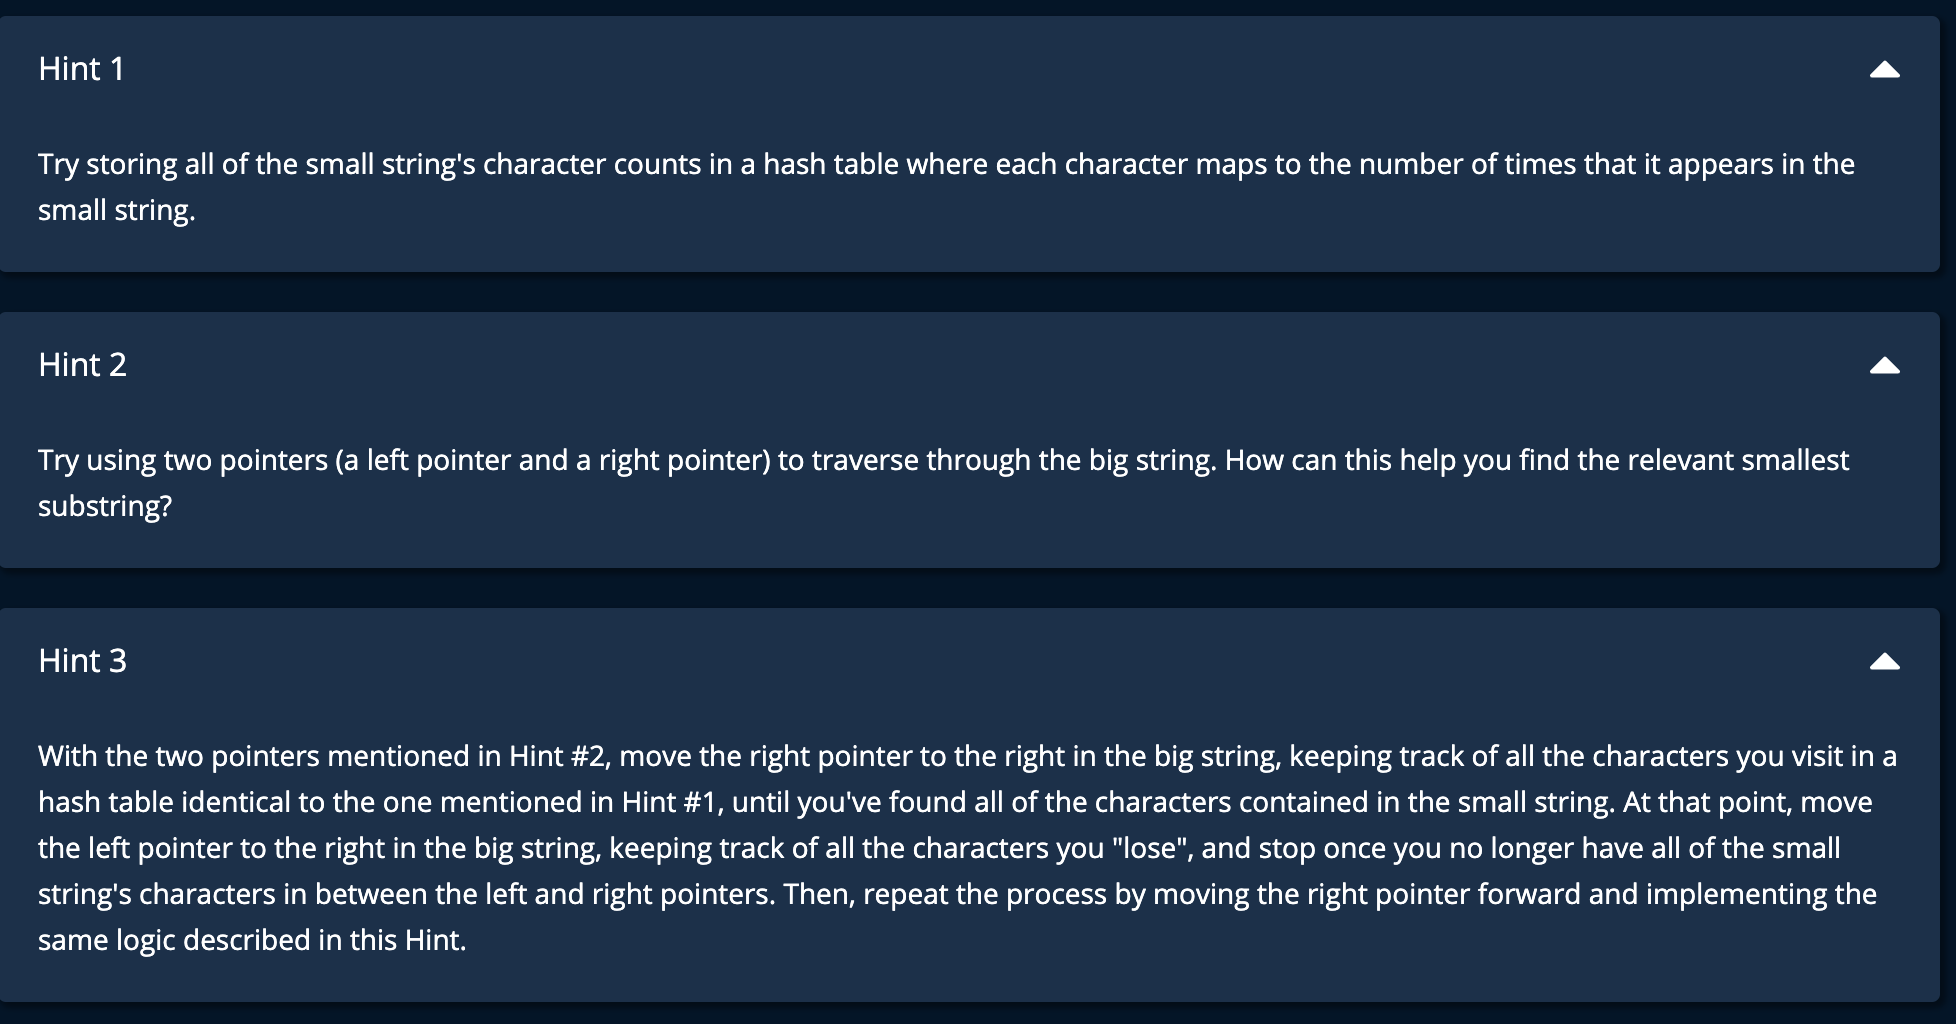 Hint 1
Try storing all of the small string's character counts in a hash table where each character maps to the number of times that it appears in the
small string.
Hint 2
Try using two pointers (a left pointer and a right pointer) to traverse through the big string. How can this help you find the relevant smallest
substring?
Hint 3
With the two pointers mentioned in Hint #2, move the right pointer to the right in the big string, keeping track of all the characters you visit in a
hash table identical to the one mentioned in Hint #1, until you've found all of the characters contained in the small string. At that point, move
the left pointer to the right in the big string, keeping track of all the characters you "lose", and stop once you no longer have all of the small
string's characters in between the left and right pointers. Then, repeat the process by moving the right pointer forward and implementing the
same logic described in this Hint.